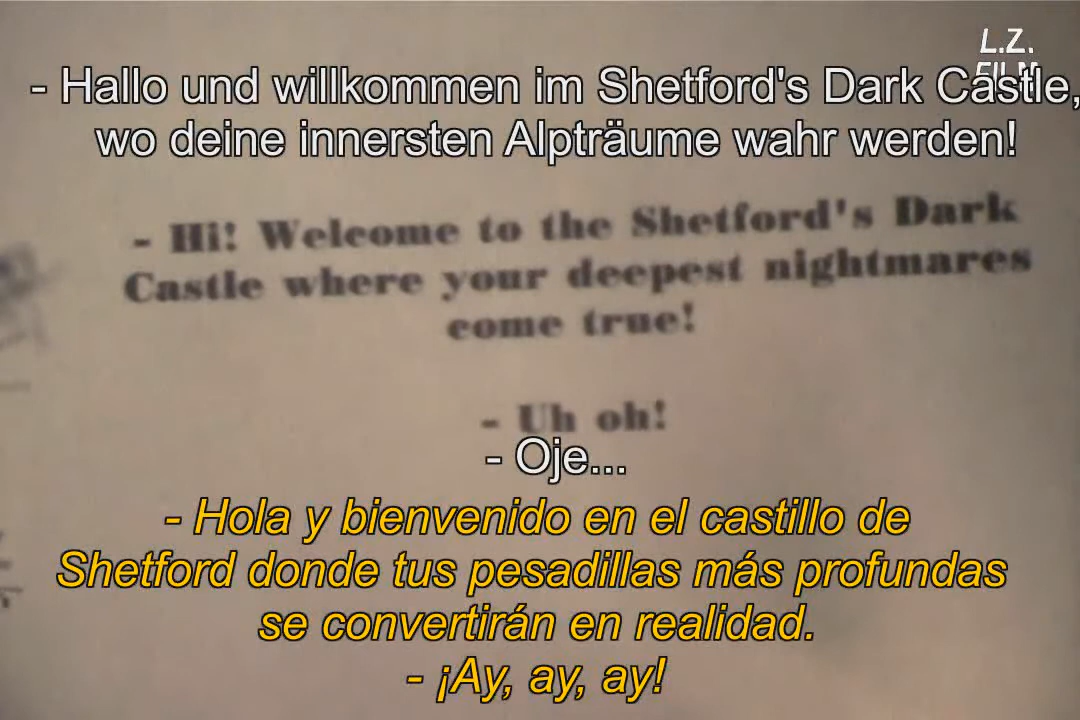 L.Z.
FILM
- Hallo und willkommen im Shetford's Dark Castle,
wo deine innersten Alpträume wahr werden!
- Hi! Welcome to the Shetford's Dark
Castle where your deepest nightmares
come true!
- Uh oh!
- Oje...
- Hola y bienvenido en el castillo de
Shetford donde tus pesadillas más profundas
se convertirán en realidad.
- ¡Ay, ay, ay!